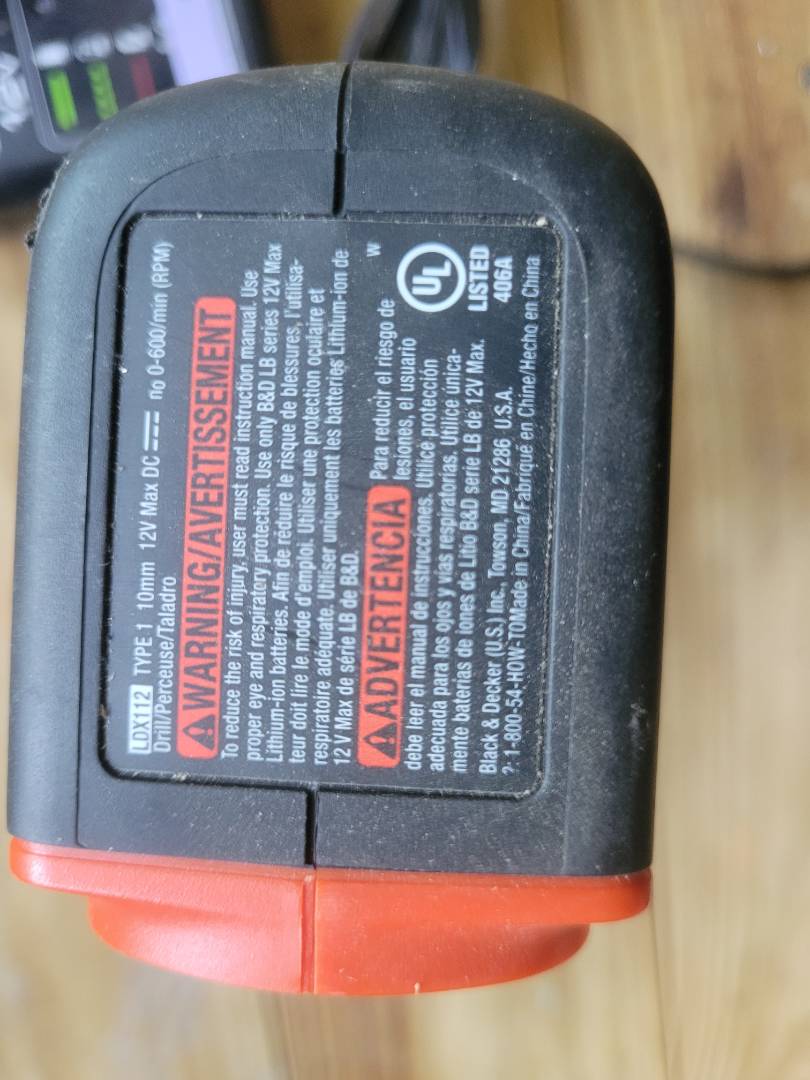 LDX112 TYPE 1 10mm 12V Max DC no 0-600/min (RPM)
Drill/Perceuse/Taladro
WARNING/AVERTISSEMENT
To reduce the risk of injury, user must read instruction manual. Use
proper eye and respiratory protection. Use only B&D LB series 12V Max
Lithium-ion batteries. Afin de réduire le risque de blessures, l'utilisa-
teur doit lire le mode d'emploi. Utiliser une protection oculaire et
respiratoire adéquate. Utiliser uniquement les batteries Lithium-ion de
12 V Max de série LB de B&D.
W
ADVERTENCIA Para reducir el riesgo de
lesiones, el usuario
debe leer el manual de instrucciones. Utilice protección
adecuada para los ojos y vias respiratorias. Utilice única-
mente baterias de iones de Litio B&D serie LB de 12V Max.
Black & Decker (U.S.) Inc., Towson, MD 21286 U.S.A.
?: 1-800-54-HOW-TOMade in China/Fabriqué en Chine/Hecho en China
UL
LISTED
406A